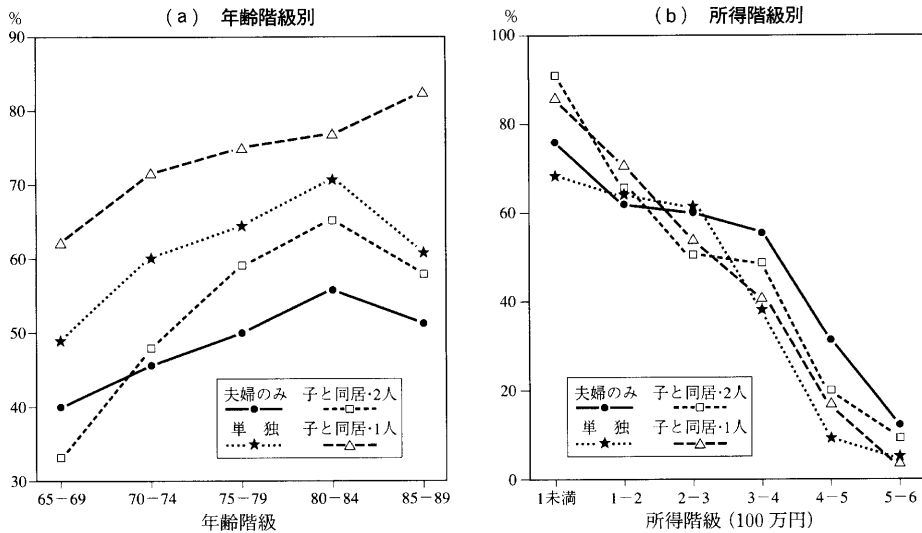 (a) 年齢階級別
%
90
80
70
60
50
40
30
65-69
70-74
75-79
80-84
85-89
年齢階級
夫婦のみ 子と同居・2人
単 独 子と同居・1人
(b) 所得階級別
%
100
80
60
40
20
0
1未満
1-2
2-3
3-4
4-5
5-6
所得階級(100万円)
夫婦のみ 子と同居・2人
単 独 子と同居・1人